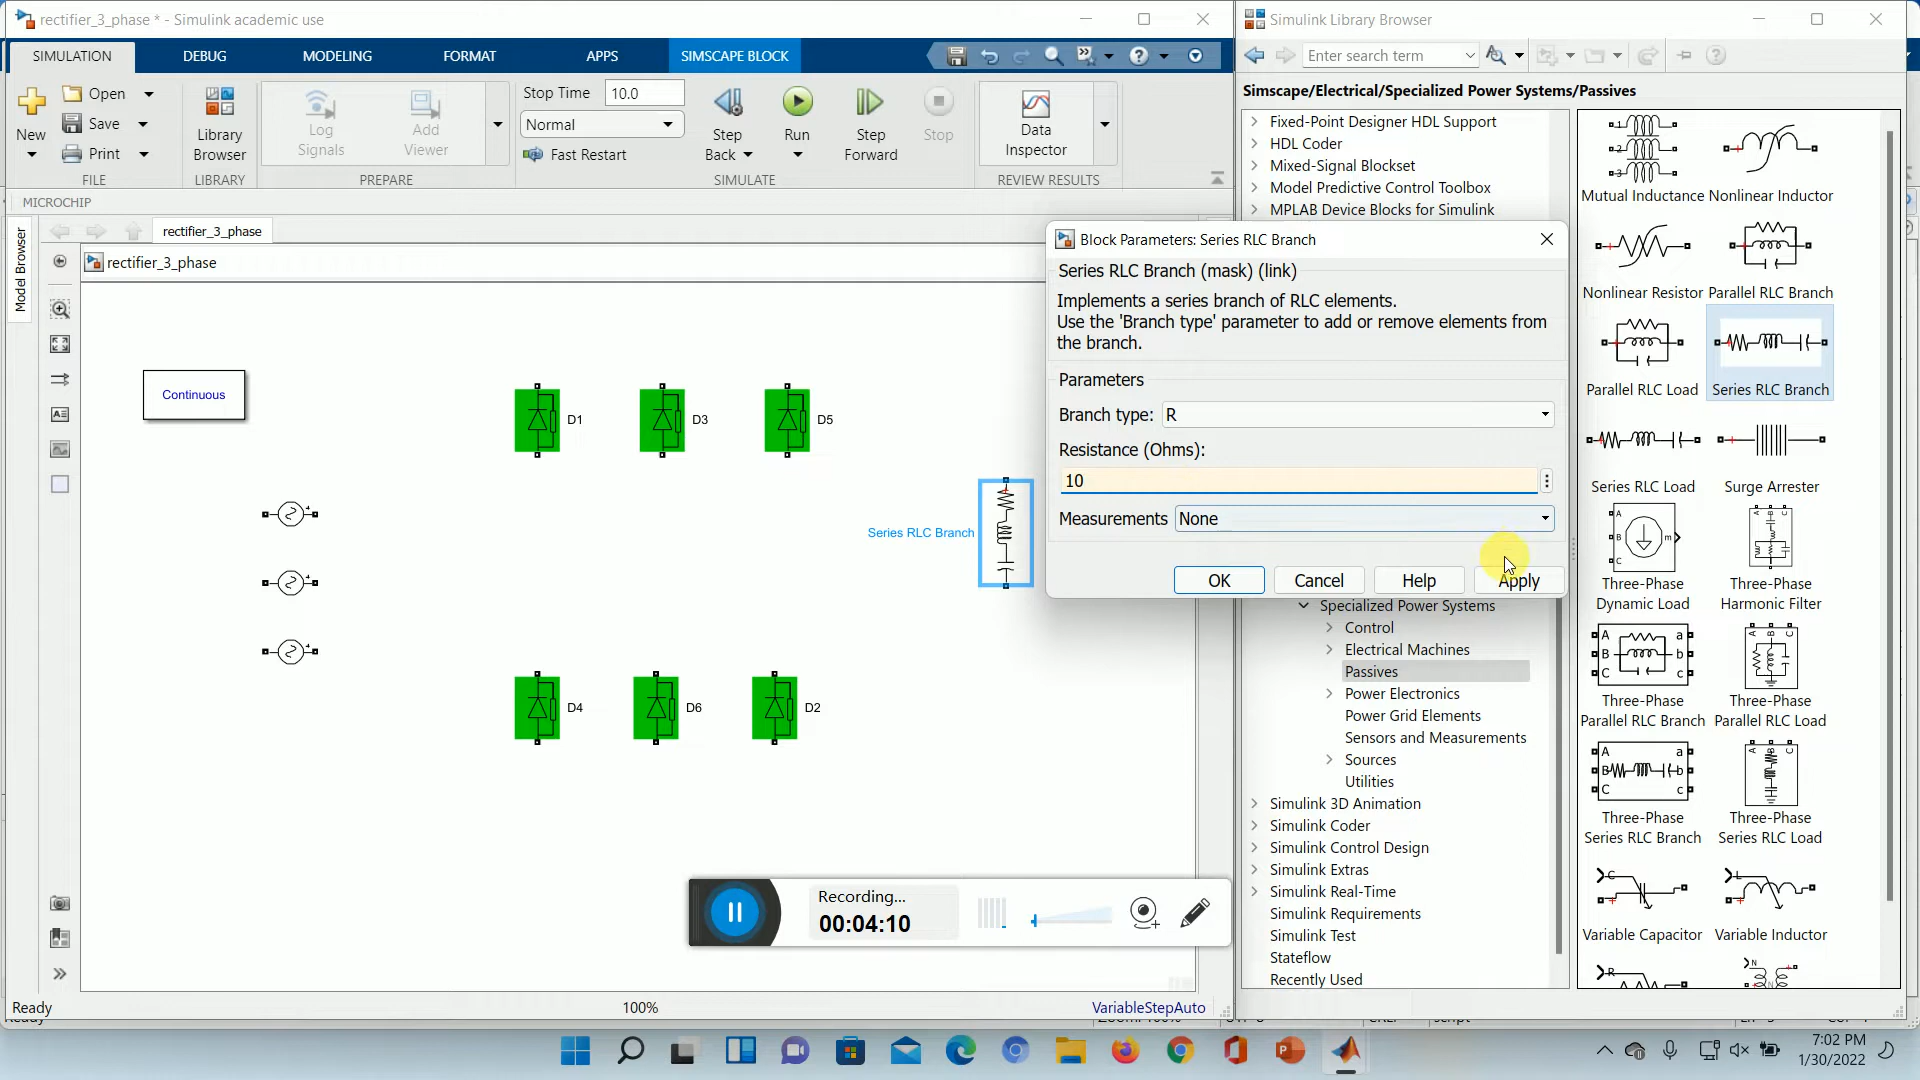 rectifier_3_phase * - Simulink academic use
SIMULATION
DEBUG
MODELING
FORMAT
APPS
SIMSCAPE BLOCK
New
Open
Save
Print
FILE
Library
Browser
LIBRARY
Log
Signals
Add
Viewer
PREPARE
Stop Time 10.0
Normal
Fast Restart
Step
Back
Run
Step
Forward
Stop
SIMULATE
Data
Inspector
REVIEW RESULTS
MICROCHIP
Model Browser
rectifier_3_phase
rectifier_3_phase
Continuous
D1
D3
D5
Series RLC Branch
D4
D6
D2
Recording...
00:04:10
Ready
100%
VariableStepAuto
Block Parameters: Series RLC Branch
Series RLC Branch (mask) (link)
Implements a series branch of RLC elements.
Use the 'Branch type' parameter to add or remove elements from
the branch.
Parameters
Branch type: R
Resistance (Ohms):
10
Measurements None
OK
Cancel
Help
Apply
Simulink Library Browser
Enter search term
Simscape/Electrical/Specialized Power Systems/Passives
Fixed-Point Designer HDL Support
HDL Coder
Mixed-Signal Blockset
Model Predictive Control Toolbox
MPLAB Device Blocks for Simulink
Specialized Power Systems
Control
Electrical Machines
Passives
Power Electronics
Power Grid Elements
Sensors and Measurements
Sources
Utilities
Simulink 3D Animation
Simulink Coder
Simulink Control Design
Simulink Extras
Simulink Real-Time
Simulink Requirements
Simulink Test
Stateflow
Recently Used
Mutual Inductance
Nonlinear Inductor
Nonlinear Resistor
Parallel RLC Branch
Parallel RLC Load
Series RLC Branch
Series RLC Load
Surge Arrester
Three-Phase
Dynamic Load
Three-Phase
Harmonic Filter
Three-Phase
Parallel RLC Branch
Three-Phase
Parallel RLC Load
Three-Phase
Series RLC Branch
Three-Phase
Series RLC Load
Variable Capacitor
Variable Inductor
7:02 PM
1/30/2022